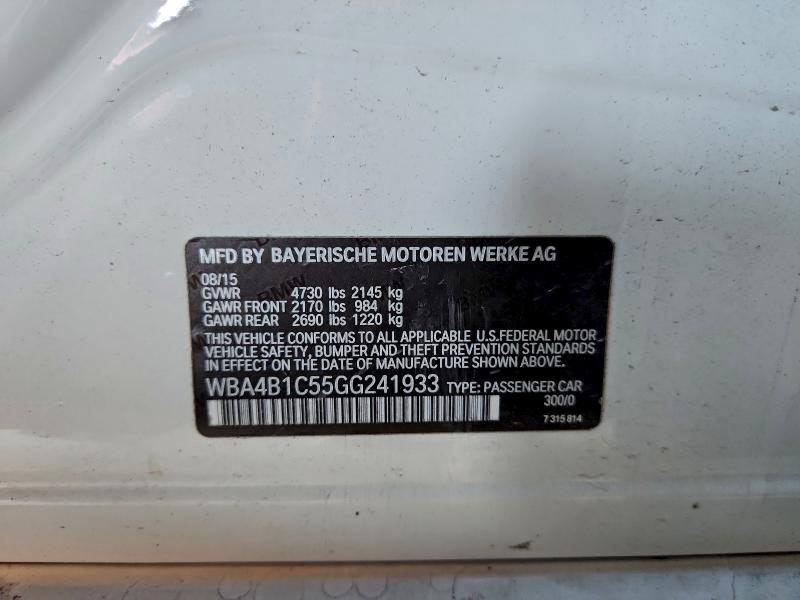 MFD BY BAYERISCHE MOTOREN WERKE AG
08/15
GVWR 4730 lbs 2145 kg
GAWR FRONT 2170 lbs 984 kg
GAWR REAR 2690 lbs 1220 kg
THIS VEHICLE CONFORMS TO ALL APPLICABLE U.S.FEDERAL MOTOR
VEHICLE SAFETY, BUMPER AND THEFT PREVENTION STANDARDS
IN EFFECT ON THE DATE OF MANUFACTURE SHOWN ABOVE.
WBA4B1C55GG241933 TYPE: PASSENGER CAR
300/0
7 315 814